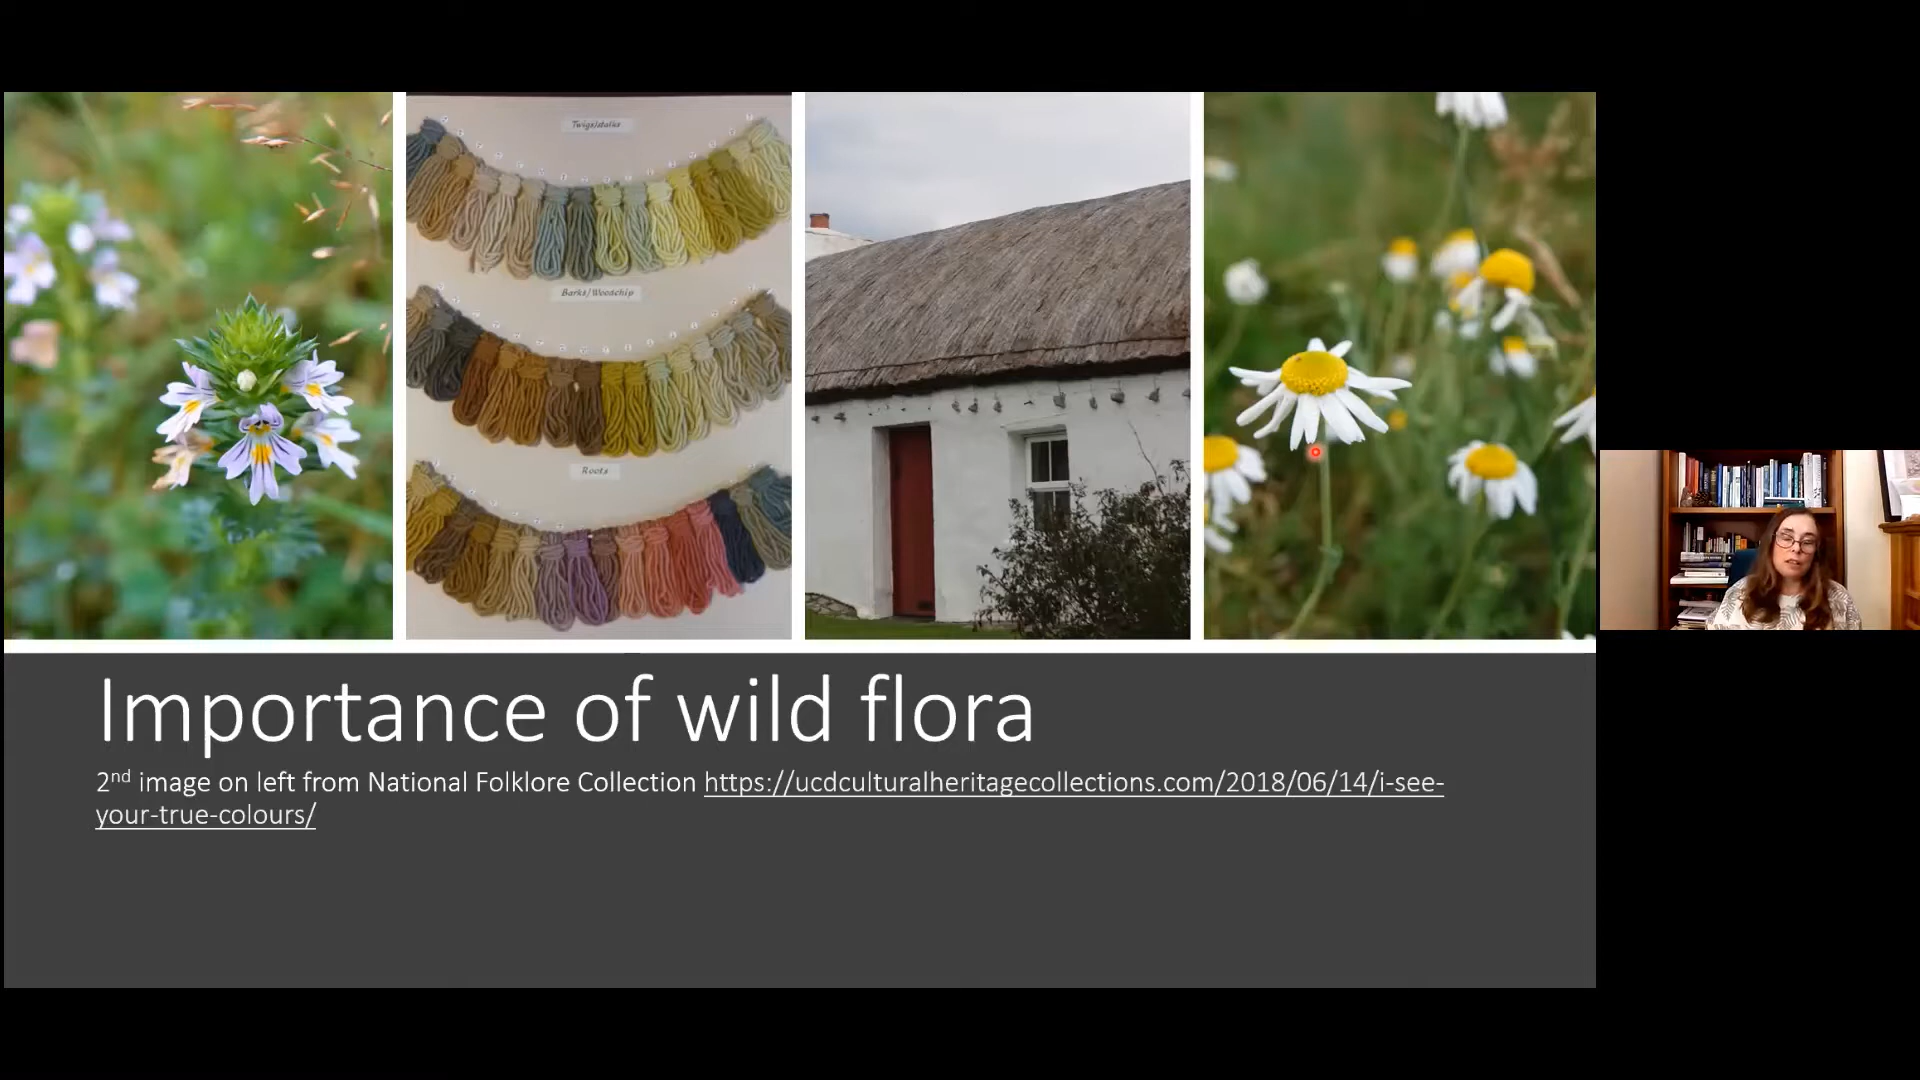 Twigs/stalks
Barks/Woodchip
Roots
Importance of wild flora
2nd image on left from National Folklore Collection https://ucdculturalheritagecollections.com/2018/06/14/i-see-
your-true-colours/